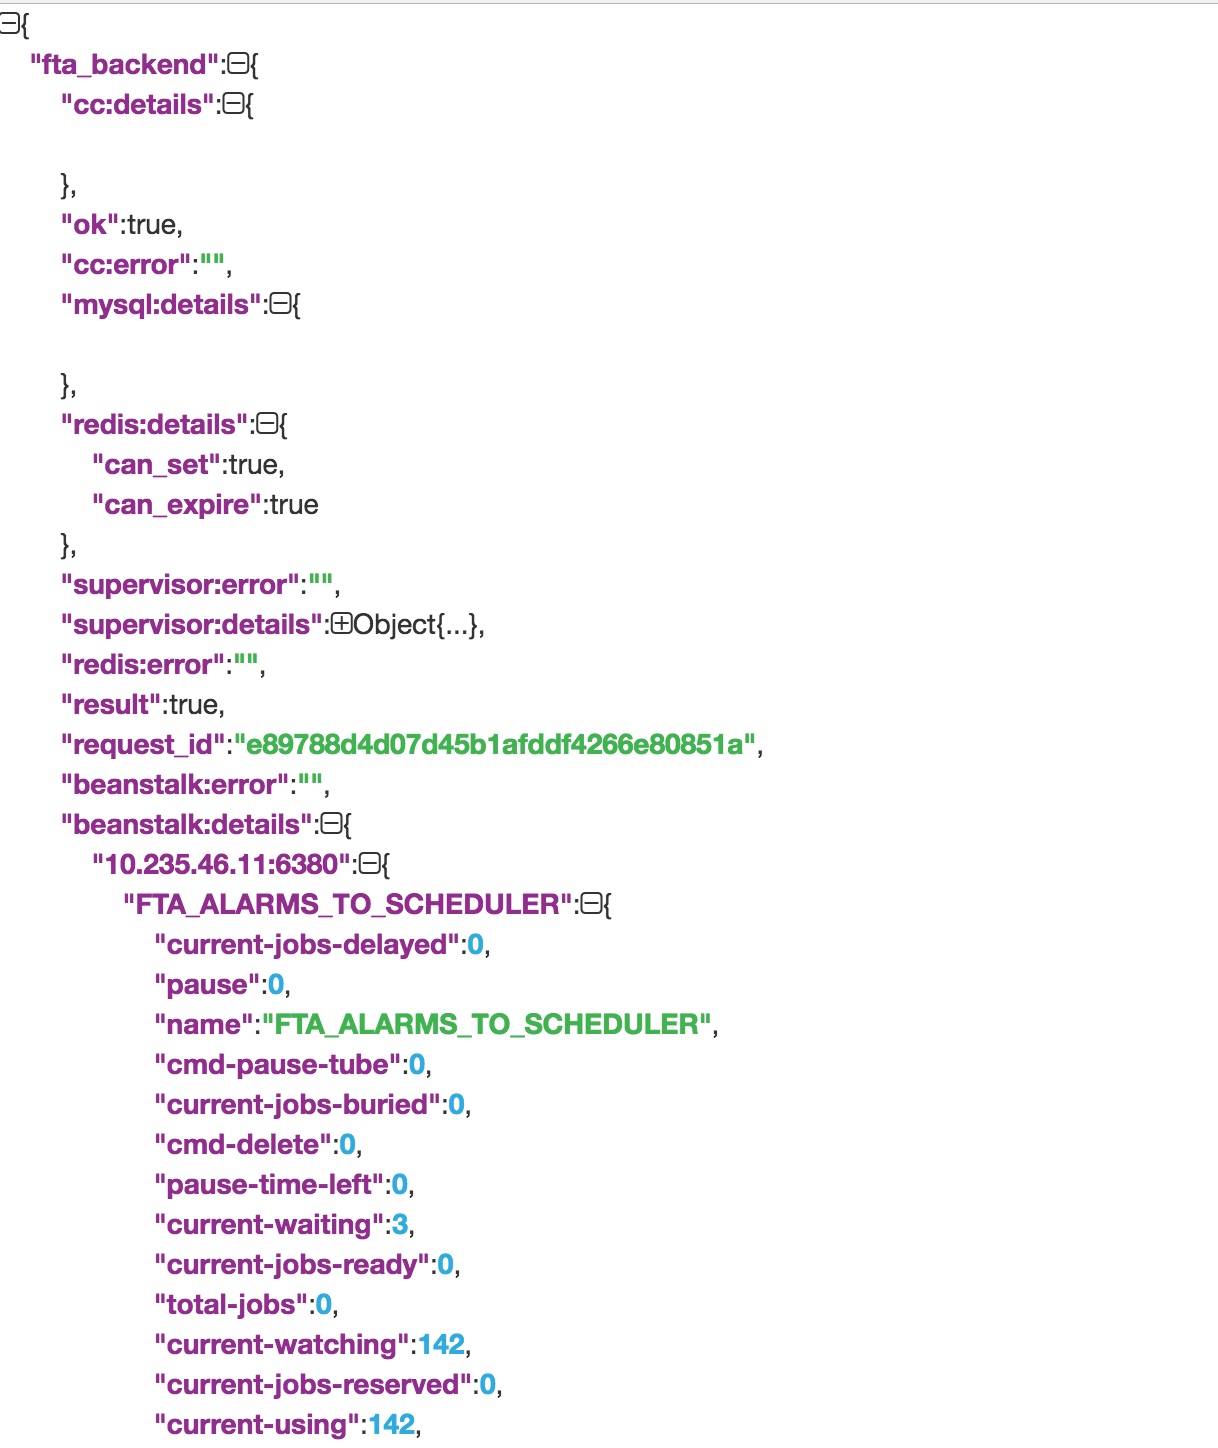 {
"fta_backend":{
"cc:details":{
},
"ok":true,
"cc:error":"",
"mysql:details":{
},
"redis:details":{
"can_set":true,
"can_expire":true
},
"supervisor:error":"",
"supervisor:details":Object{...},
"redis:error":"",
"result":true,
"request_id":"e89788d4d07d45b1afddf4266e80851a",
"beanstalk:error":"",
"beanstalk:details":{
"10.235.46.11:6380":{
"FTA_ALARMS_TO_SCHEDULER":{
"current-jobs-delayed":0,
"pause":0,
"name":"FTA_ALARMS_TO_SCHEDULER",
"cmd-pause-tube":0,
"current-jobs-buried":0,
"cmd-delete":0,
"pause-time-left":0,
"current-waiting":3,
"current-jobs-ready":0,
"total-jobs":0,
"current-watching":142,
"current-jobs-reserved":0,
"current-using":142,